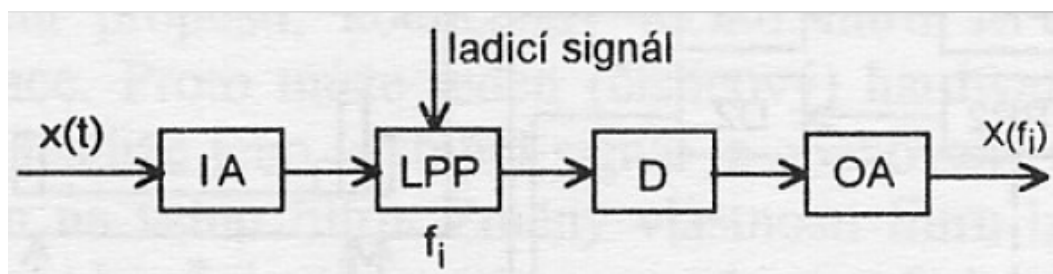 ladicí signál
x(t)
IA
LPP
D
OA
X(fi)
fi